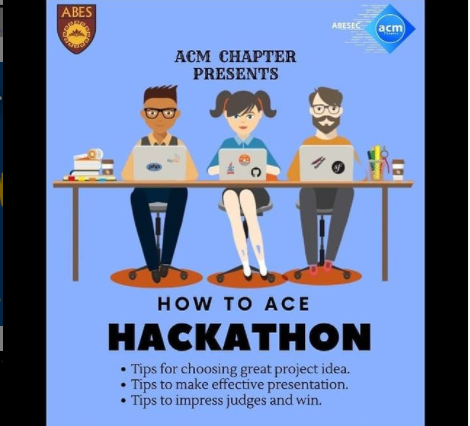 ABES
ABESEC
acm
ACM CHAPTER
PRESENTS
php
HOW TO ACE
HACKATHON
• Tips for choosing great project idea.
• Tips to make effective presentation.
• Tips to impress judges and win.